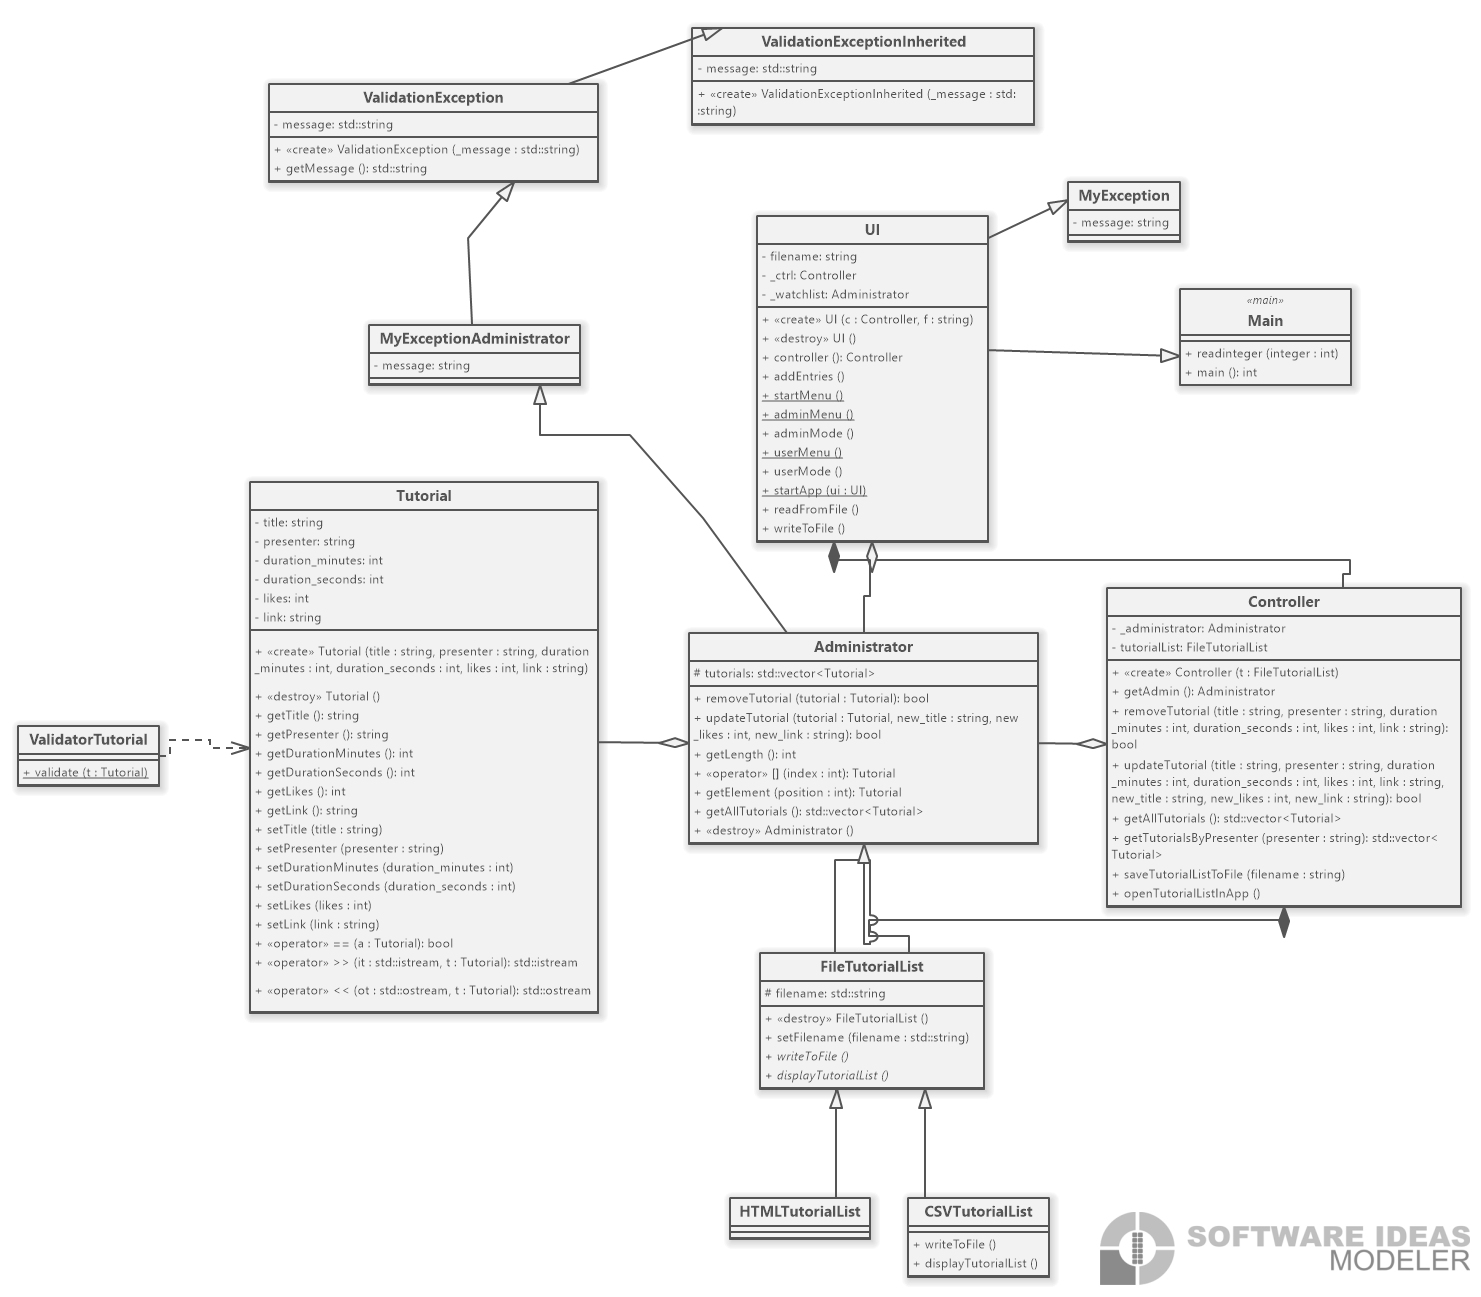 ValidationExceptionInherited
- message: std::string
+ «create» ValidationExceptionInherited (_message : std:
:string)
ValidationException
- message: std::string
+ «create» ValidationException (_message : std::string)
+ getMessage (): std::string
MyException
- message: string
UI
- filename: string
- _ctrl: Controller
- _watchlist: Administrator
+ «create» UI (c : Controller, f : string)
+ «destroy» UI ()
+ controller (): Controller
+ addEntries ()
+ startMenu ()
+ adminMenu ()
+ adminMode ()
+ userMenu ()
+ userMode ()
+ startApp (ui : UI)
+ readFromFile ()
+ writeToFile ()
«main»
Main
+ readinteger (integer : int)
+ main (): int
MyExceptionAdministrator
- message: string
Tutorial
- title: string
- presenter: string
- duration_minutes: int
- duration_seconds: int
- likes: int
- link: string
+ «create» Tutorial (title : string, presenter : string, duration
_minutes : int, duration_seconds : int, likes : int, link : string)
+ «destroy» Tutorial ()
+ getTitle (): string
+ getPresenter (): string
+ getDurationMinutes (): int
+ getDurationSeconds (): int
+ getLikes (): int
+ getLink (): string
+ setTitle (title : string)
+ setPresenter (presenter : string)
+ setDurationMinutes (duration_minutes : int)
+ setDurationSeconds (duration_seconds : int)
+ setLikes (likes : int)
+ setLink (link : string)
+ «operator» == (a : Tutorial): bool
+ «operator» >> (it : std::istream, t : Tutorial): std::istream
+ «operator» << (ot : std::ostream, t : Tutorial): std::ostream
ValidatorTutorial
+ validate (t : Tutorial)
Administrator
# tutorials: std::vector<Tutorial>
+ removeTutorial (tutorial : Tutorial): bool
+ updateTutorial (tutorial : Tutorial, new_title : string, new
_likes : int, new_link : string): bool
+ getLength (): int
+ «operator» [] (index : int): Tutorial
+ getElement (position : int): Tutorial
+ getAllTutorials (): std::vector<Tutorial>
+ «destroy» Administrator ()
Controller
- _administrator: Administrator
- tutorialList: FileTutorialList
+ «create» Controller (t : FileTutorialList)
+ getAdmin (): Administrator
+ removeTutorial (title : string, presenter : string, duration
_minutes : int, duration_seconds : int, likes : int, link : string):
bool
+ updateTutorial (title : string, presenter : string, duration
_minutes : int, duration_seconds : int, likes : int, link : string,
new_title : string, new_likes : int, new_link : string): bool
+ getAllTutorials (): std::vector<Tutorial>
+ getTutorialsByPresenter (presenter : string): std::vector<
Tutorial>
+ saveTutorialListToFile (filename : string)
+ openTutorialListInApp ()
FileTutorialList
# filename: std::string
+ «destroy» FileTutorialList ()
+ setFilename (filename : std::string)
+ writeToFile ()
+ displayTutorialList ()
HTMLTutorialList
CSVTutorialList
+ writeToFile ()
+ displayTutorialList ()
SOFTWARE IDEAS
MODELER